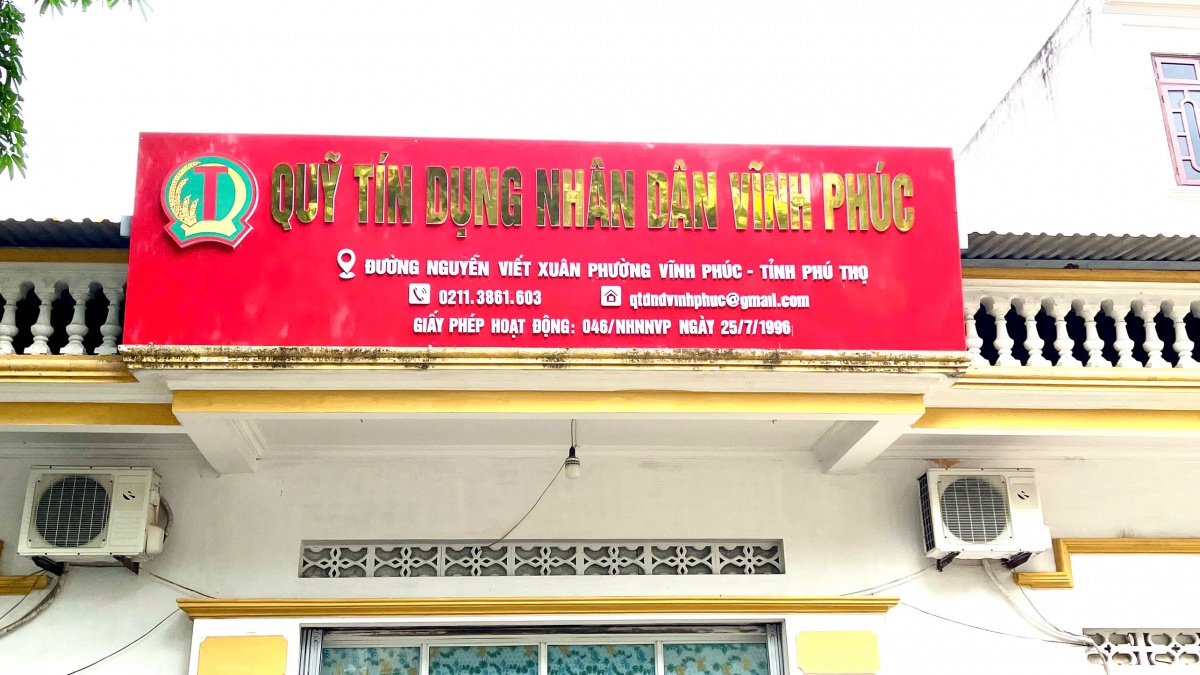 QUỸ TÍN DỤNG NHÂN DÂN VĨNH PHÚC
ĐƯỜNG NGUYỄN VIẾT XUÂN PHƯỜNG VĨNH PHÚC - TỈNH PHÚ THỌ
0211.3861.603 qtdndvinhphuc@gmail.com
GIẤY PHÉP HOẠT ĐỘNG: 046/NHNNVP NGÀY 25/7/1996